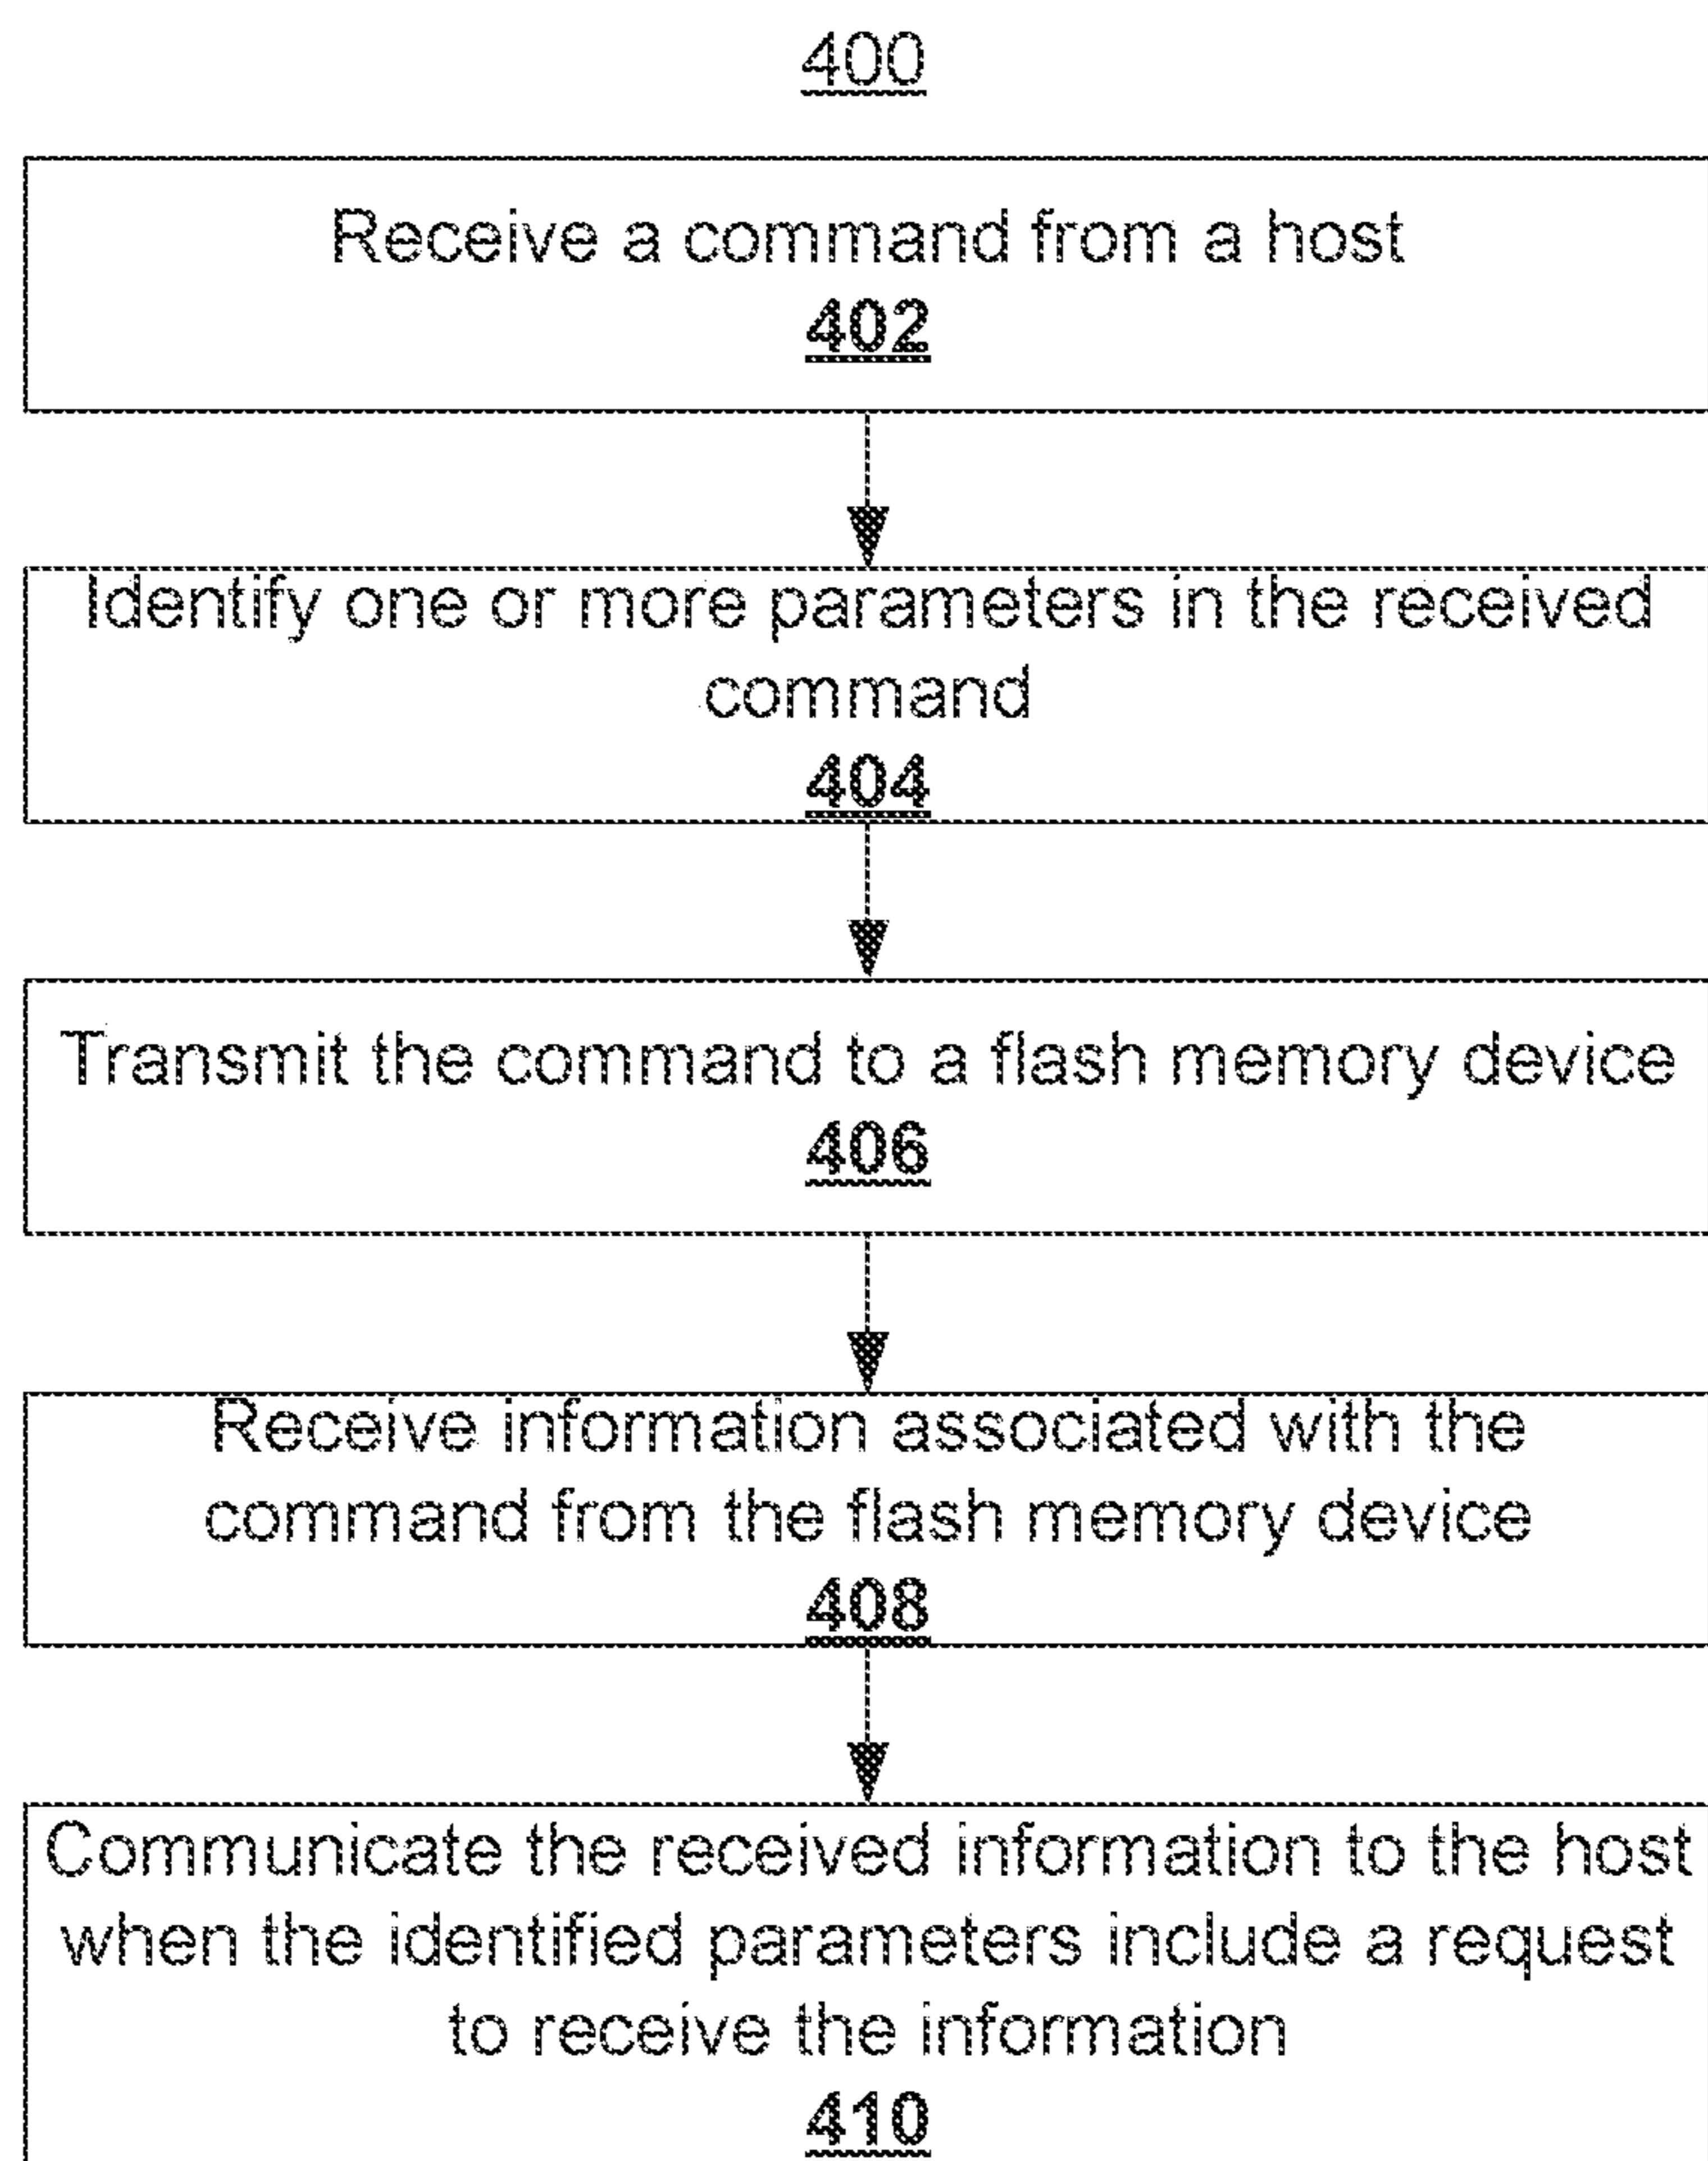 400
Receive a command from a host
402
Identify one or more parameters in the received
command
404
Transmit the command to a flash memory device
406
Receive information associated with the
command from the flash memory device
408
Communicate the received information to the host
when the identified parameters include a request
to receive the information
410